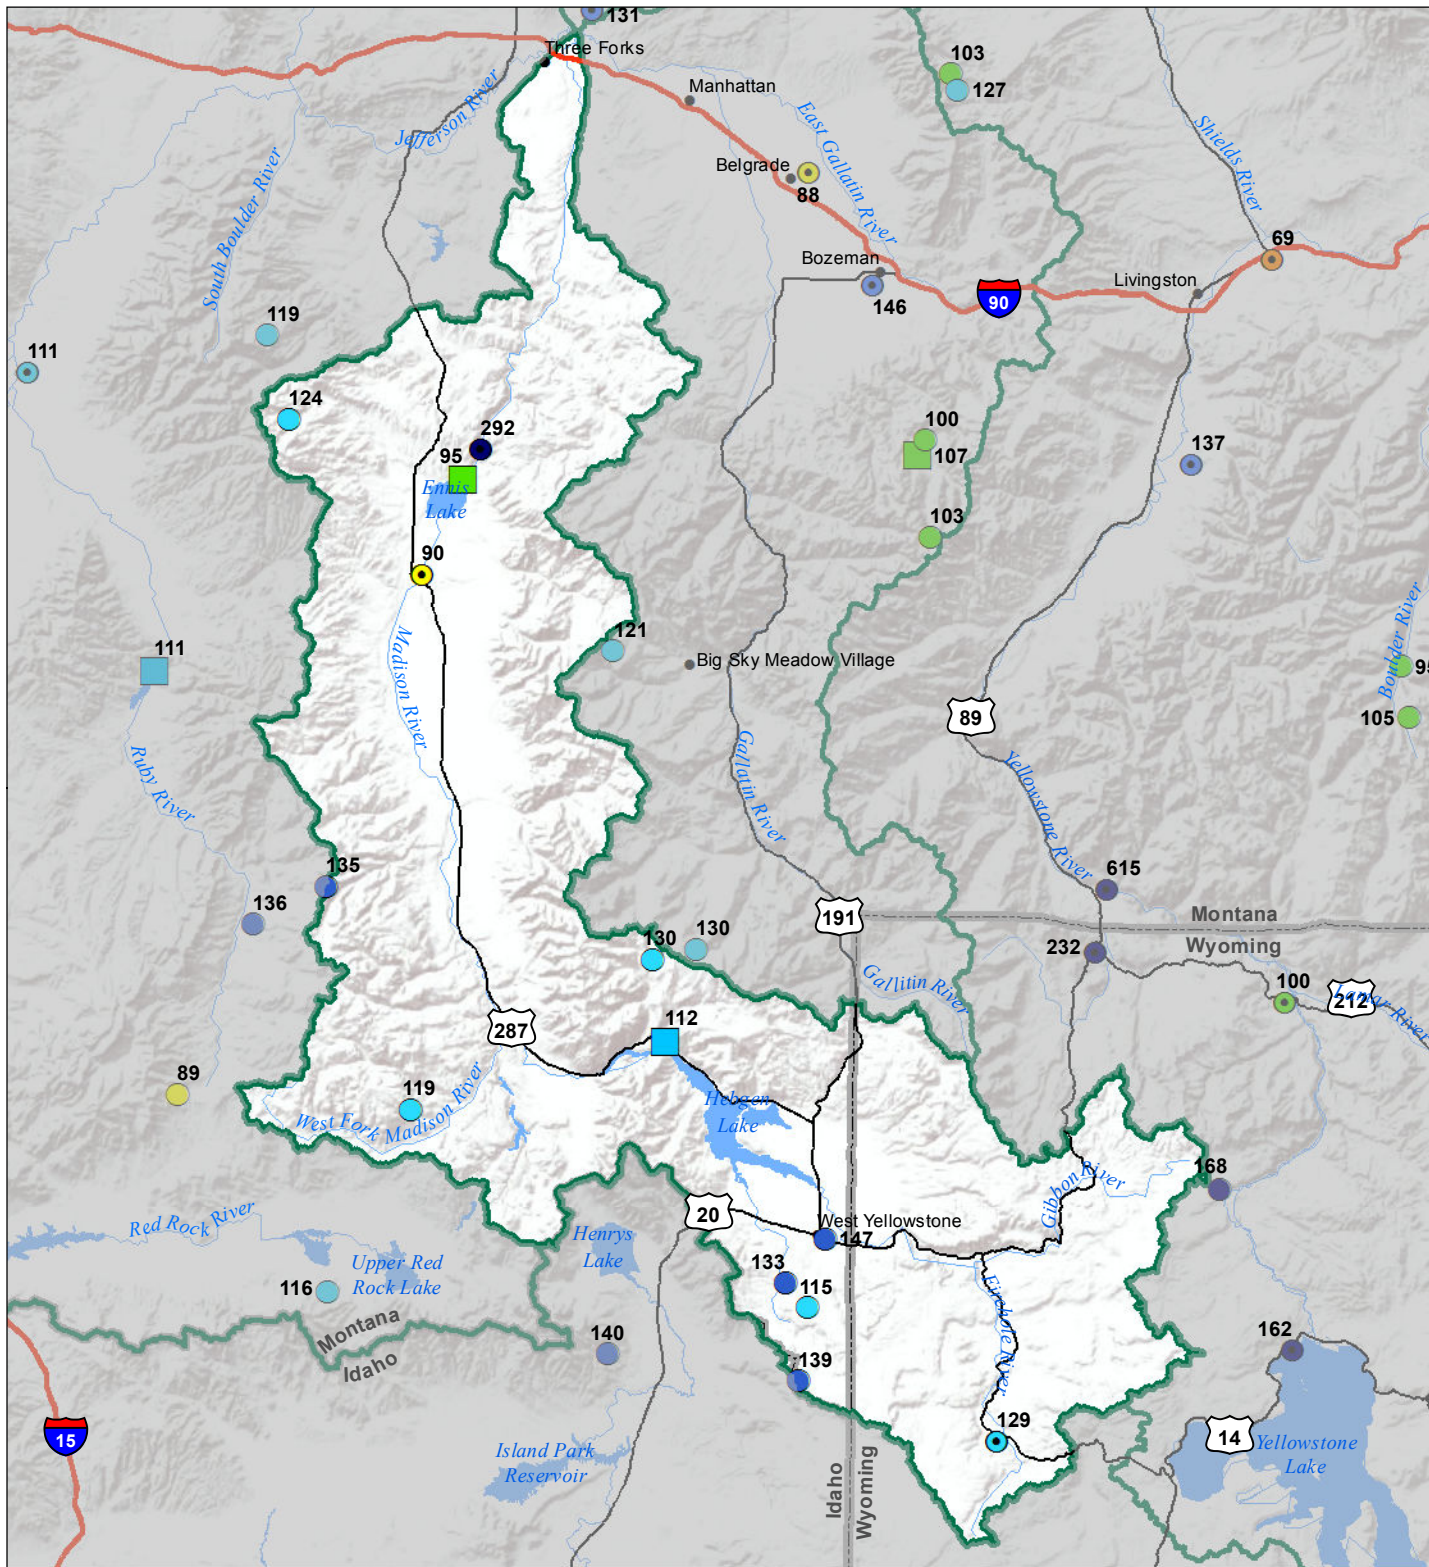 131
Three Forks
103
127
Manhattan
Jefferson River
East Gallatin River
Shields River
Belgrade
88
South Boulder River
69
Bozeman
146
90
Livingston
119
111
124
292
95
Ennis
Lake
100
107
137
103
90
Boulder River
121
Big Sky Meadow Village
111
Madison River
95
105
89
Gallatin River
Ruby River
Yellowstone River
135
136
615
191
Montana
Wyoming
130
130
232
Gallitin River
100
212
Lamar River
287
112
89
119
West Fork Madison River
Hebgen
Lake
168
Gibbon River
Red Rock River
20
West Yellowstone
147
Henrys
Lake
Upper Red
Rock Lake
133
115
116
Firehole River
Montana
Idaho
140
139
162
15
129
14
Yellowstone
Lake
Island Park
Reservoir
Idaho
Wyoming